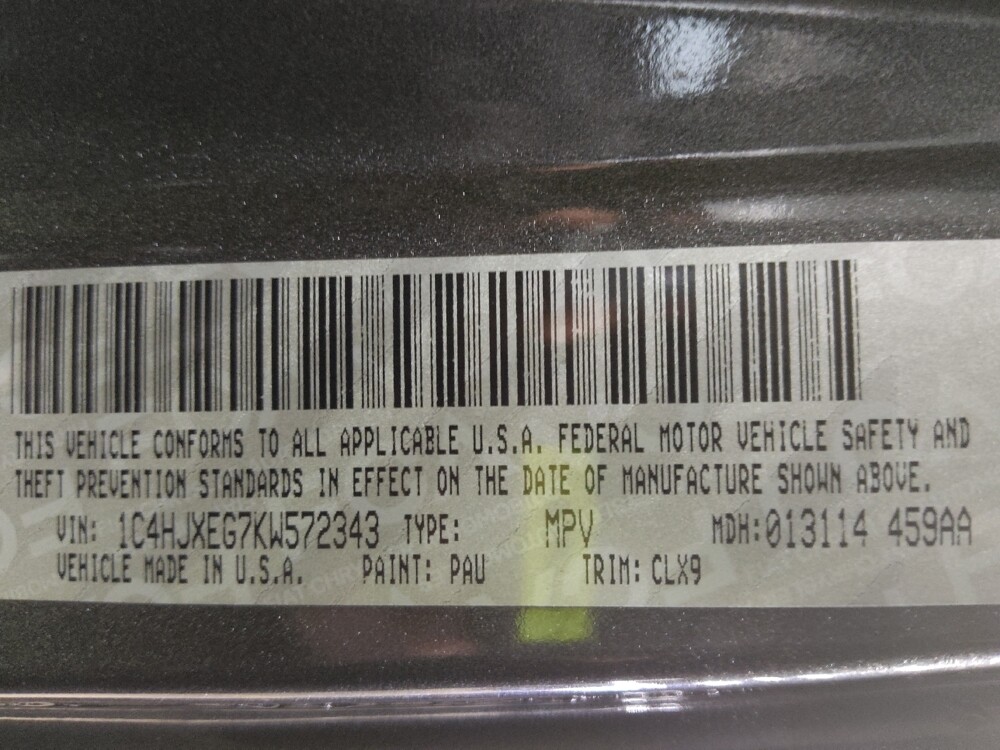 THIS VEHICLE CONFORMS TO ALL APPLICABLE U.S.A. FEDERAL MOTOR VEHICLE SAFETY AND
THEFT PREVENTION STANDARDS IN EFFECT ON THE DATE OF MANUFACTURE SHOWN ABOVE.
VIN: 1C4HJXEG7KW572343 TYPE: MPV MDH:013114 459AA
VEHICLE MADE IN U.S.A. PAINT: PAU TRIM: CLX9